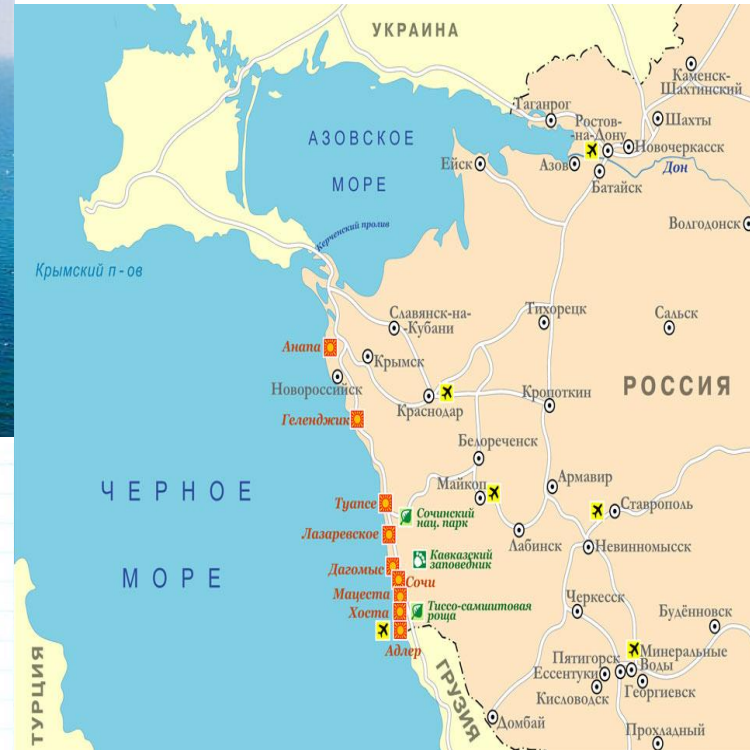 УКРАИНА
Каменск-
Шахтинский
Таганрог
Ростов-
-на-Дону
Шахты
Новочеркасск
АЗОВСКОЕ
МОРЕ
Ейск
Азов
Батайск
Дон
Волгодонск
Керченский пролив
Крымский п - ов
Славянск-на-
-Кубани
Тихорецк
Сальск
Анапа
Крымск
Новороссийск
Краснодар
Кропоткин
РОССИЯ
Геленджик
Белореченск
ЧЕРНОЕ
МОРЕ
Майкоп
Армавир
Туапсе
Сочинский
нац. парк
Ставрополь
Лазаревское
Лабинск
Невинномысск
Кавказский
заповедник
Дагомыс
Сочи
Мацеста
Хоста
Тиссо-самшитовая
роща
Черкесск
Будённовск
Адлер
ГРУЗИЯ
ТУРЦИЯ
Пятигорск
Минеральные
Воды
Ессентуки
Георгиевск
Кисловодск
Домбай
Прохладный